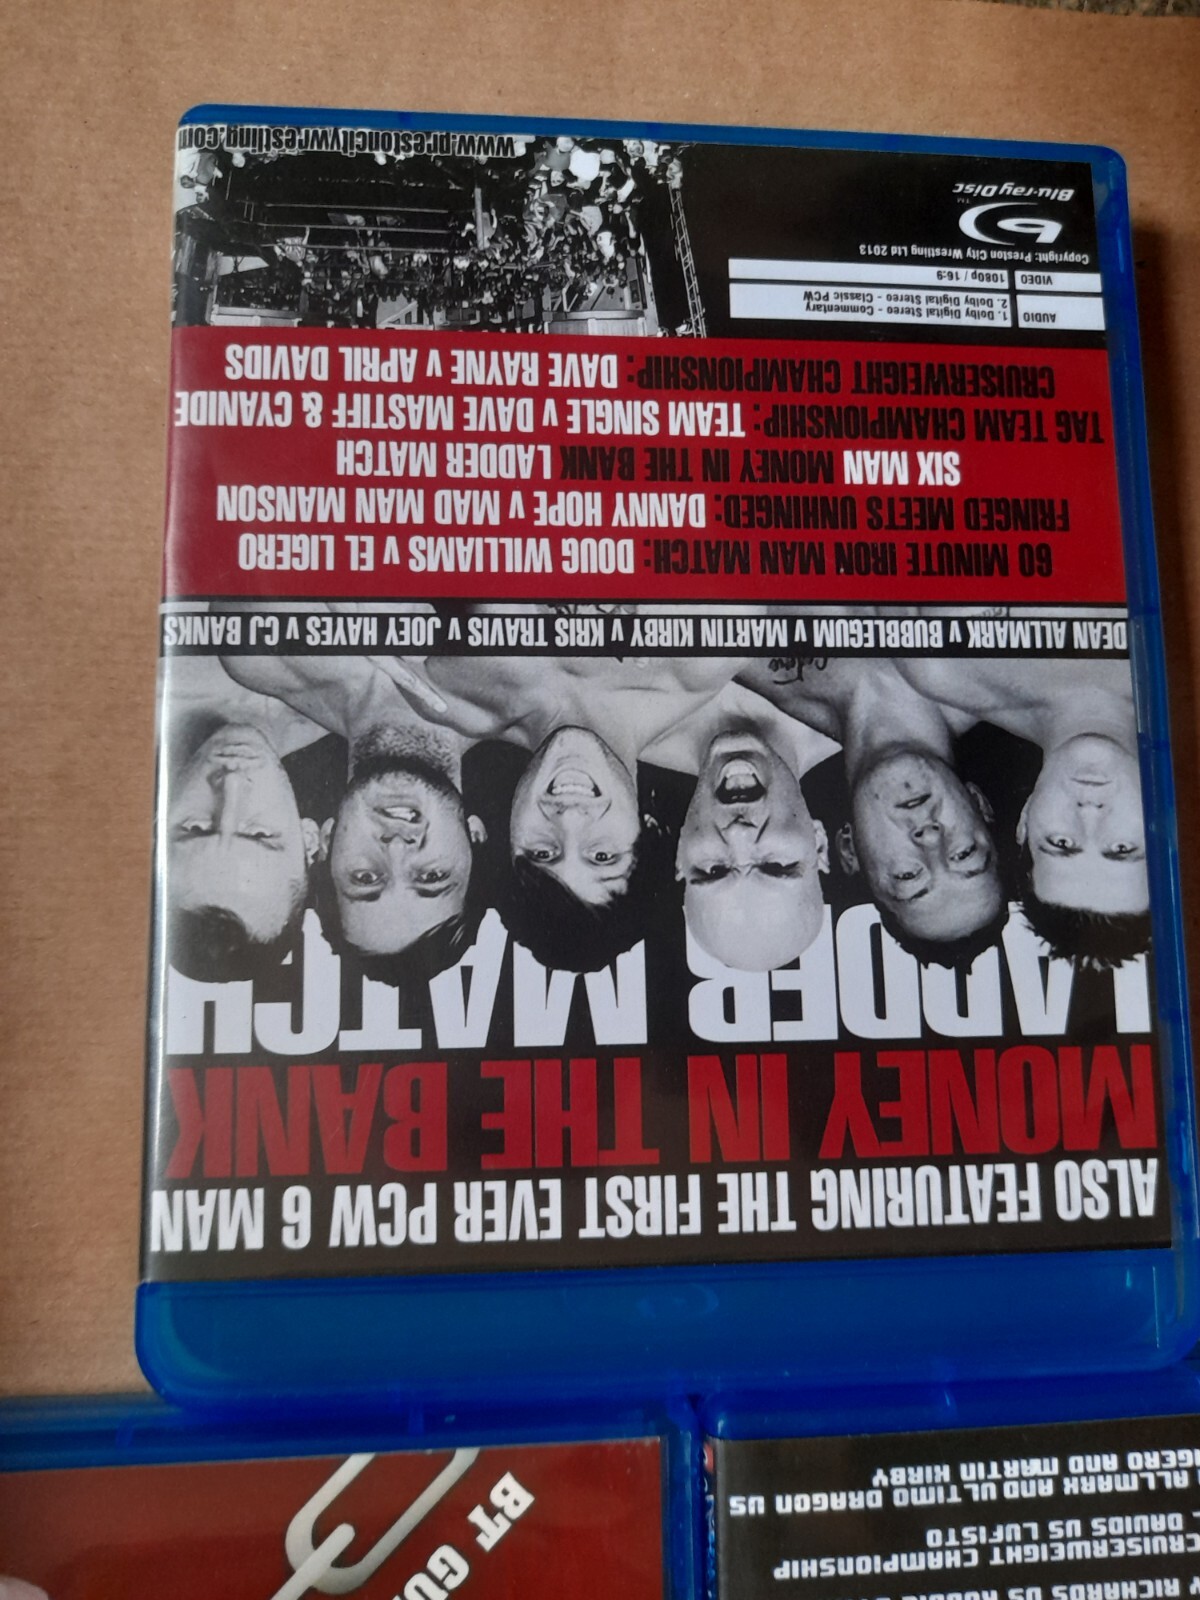 ALSO FEATURING THE FIRST EVER PCW 6 MAN
MONEY IN THE BANK
LADDER MATCH
DEAN ALLMARK v BUBBLEGUM v MARTIN KIRBY v KRIS TRAVIS v JOEY HAYES v CJ BANKS
60 MINUTE IRON MAN MATCH: DOUG WILLIAMS v EL LIGERO
FRINGED MEETS UNHINGED: DANNY HOPE v MAD MAN MANSON
SIX MAN MONEY IN THE BANK LADDER MATCH
TAG TEAM CHAMPIONSHIP: TEAM SINGLE v DAVE MASTIFF & CYANIDE
CRUISERWEIGHT CHAMPIONSHIP: DAVE RAYNE v APRIL DAVIDS
AUDIO
1. Dolby Digital Stereo - Commentary
2. Dolby Digital Stereo - Classic PCW
VIDEO
1080p / 16:9
Copyright: Preston City Wrestling Ltd 2013
Blu-ray Disc
TM
www.prestoncitywrestling.com
BT GU
RICHARDS VS
CRUISERWEIGHT CHAMPIONSHIP
DAVIDS VS LUFISTO
ALLMARK AND ULTIMO DRAGON VS
AND MARTIN KIRBY